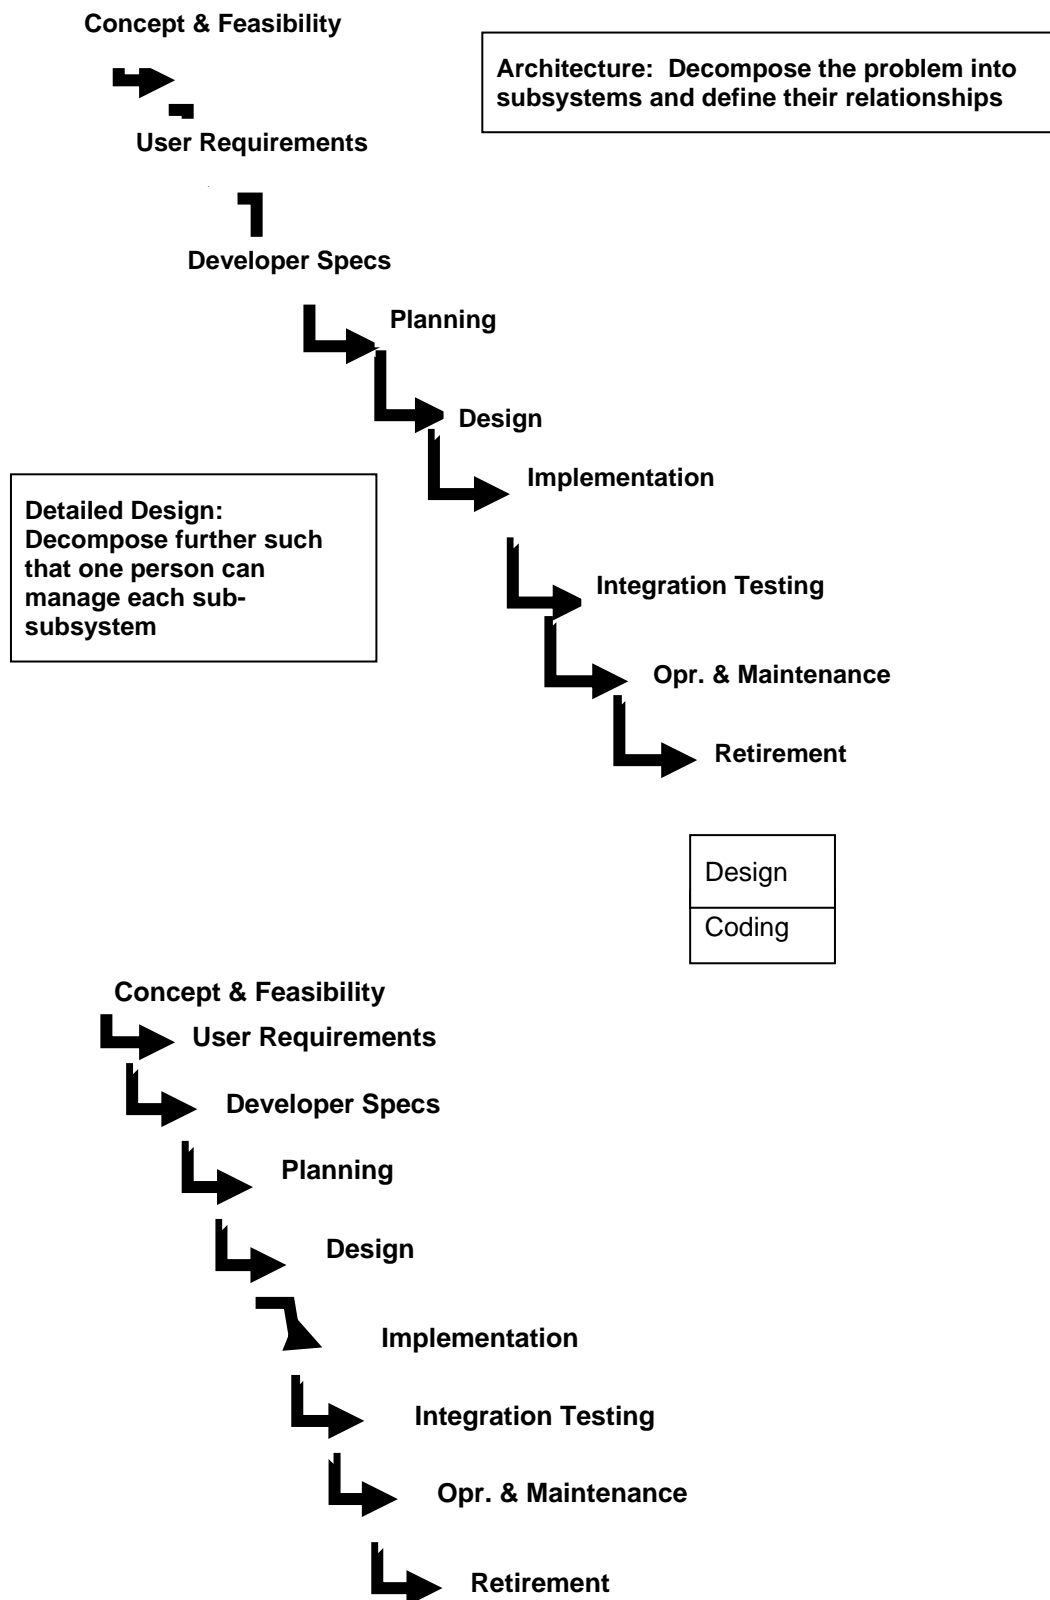 Concept & Feasibility
Architecture:  Decompose the problem into
subsystems and define their relationships
User Requirements
Developer Specs
Planning
Design
Implementation
Detailed Design:
Decompose further such
that one person can
manage each sub-
subsystem
Integration Testing
Opr. & Maintenance
Retirement
Design
Coding
Concept & Feasibility
User Requirements
Developer Specs
Planning
Design
Implementation
Integration Testing
Opr. & Maintenance
Retirement